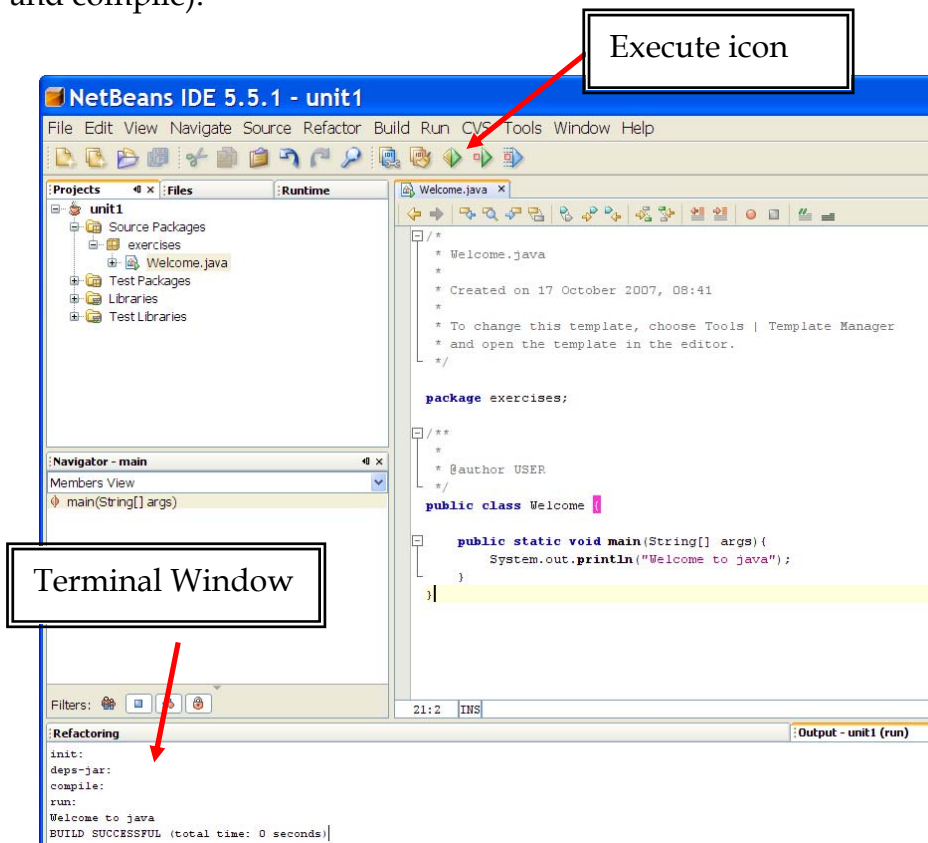 and compile).
Execute icon
NetBeans IDE 5.5.1 - unit1
File Edit View Navigate Source Refactor Build Run CVS Tools Window Help
Projects Files Runtime
unit1
Source Packages
exercises
Welcome.java
Test Packages
Libraries
Test Libraries
Welcome.java
/*
* Welcome.java
*
* Created on 17 October 2007, 08:41
*
* To change this template, choose Tools | Template Manager
* and open the template in the editor.
*/
package exercises;
/**
*
* @author USER
*/
public class Welcome {
public static void main(String[] args){
System.out.println("Welcome to java");
}
}
Navigator - main
Members View
main(String[] args)
Terminal Window
Filters:
21:2 INS
Refactoring
Output - unit1 (run)
init:
deps-jar:
compile:
run:
Welcome to java
BUILD SUCCESSFUL (total time: 0 seconds)